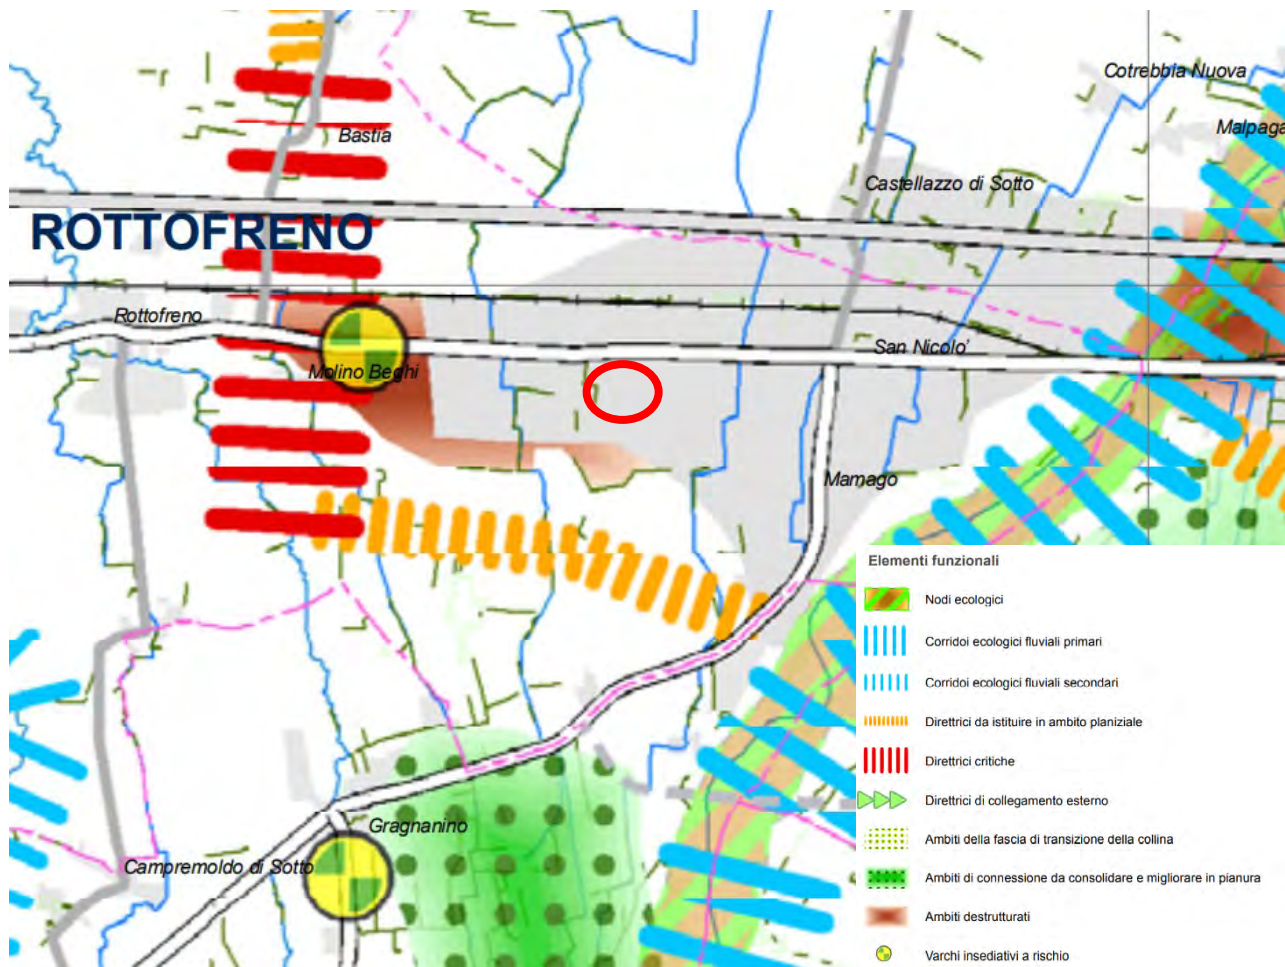 Cotrebbia Nuova
Malpaga
Bastia
Castellazzo di Sotto
ROTTOFRENO
Rottofreno
San Nicolo'
Molino Beghi
Mamago
Elementi funzionali
Nodi ecologici
Corridoi ecologici fluviali primari
Corridoi ecologici fluviali secondari
Direttrici da istituire in ambito planiziale
Direttrici critiche
Direttrici di collegamento esterno
Ambiti della fascia di transizione della collina
Ambiti di connessione da consolidare e migliorare in pianura
Ambiti destrutturati
Varchi insediativi a rischio
Gragnanino
Campremoldo di Sotto